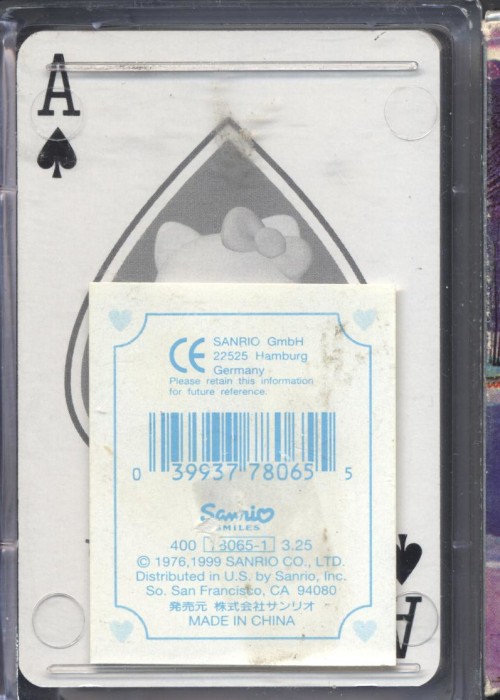 A
SANRIO GmbH
22525 Hamburg
Germany
Please retain this information
for future reference.
CE
0 39937 78065 5
Sanrio
SMILES
400 3.25
© 1976,1999 SANRIO CO., LTD.
Distributed in U.S. by Sanrio, Inc.
So. San Francisco, CA 94080
発売元 株式会社サンリオ
MADE IN CHINA
A